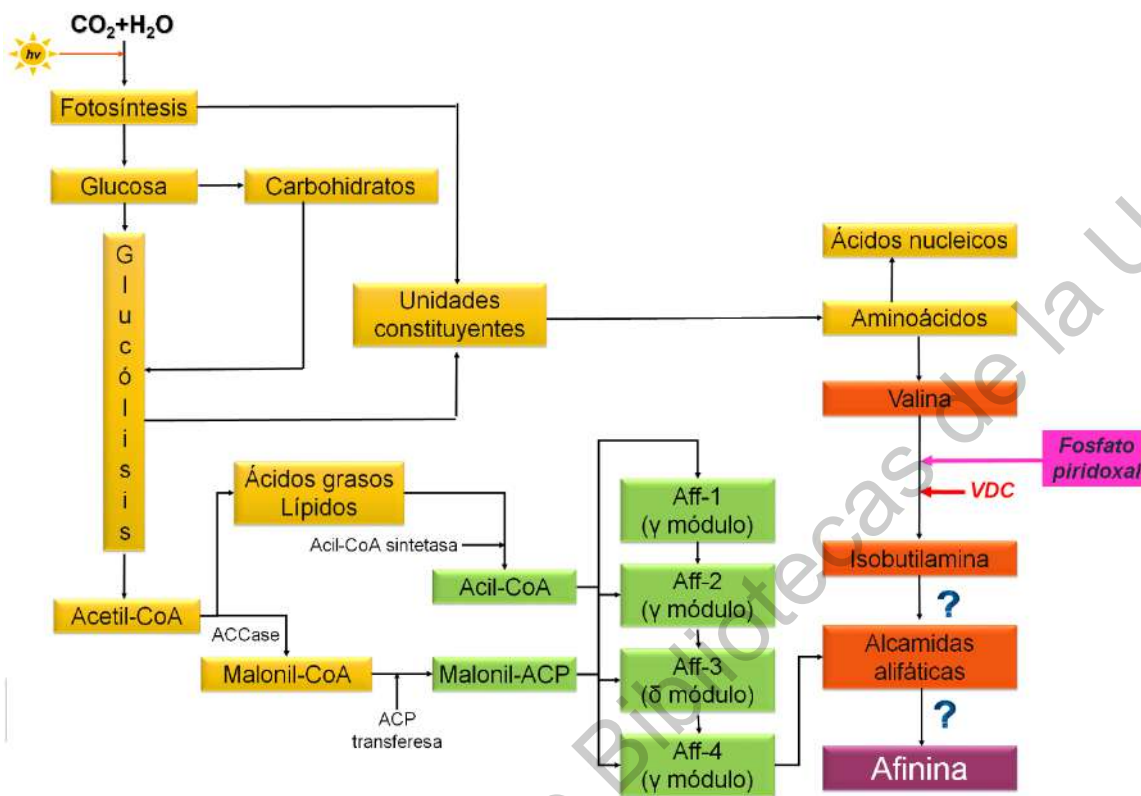 CO₂+H₂O
hv
Fotosíntesis
Glucosa
Carbohidratos
Glucólisis
Unidades
constituyentes
Ácidos nucleicos
Aminoácidos
Valina
Fosfato
piridoxal
VDC
Isobutilamina
?
Alcamidas
alifáticas
?
Afinina
Ácidos grasos
Lípidos
Acil-CoA sintetasa
Acil-CoA
Acetil-CoA
ACCase
Malonil-CoA
Malonil-ACP
ACP
transferesa
Aff-1
(γ módulo)
Aff-2
(γ módulo)
Aff-3
(δ módulo)
Aff-4
(γ módulo)
Bibliotecas de la U